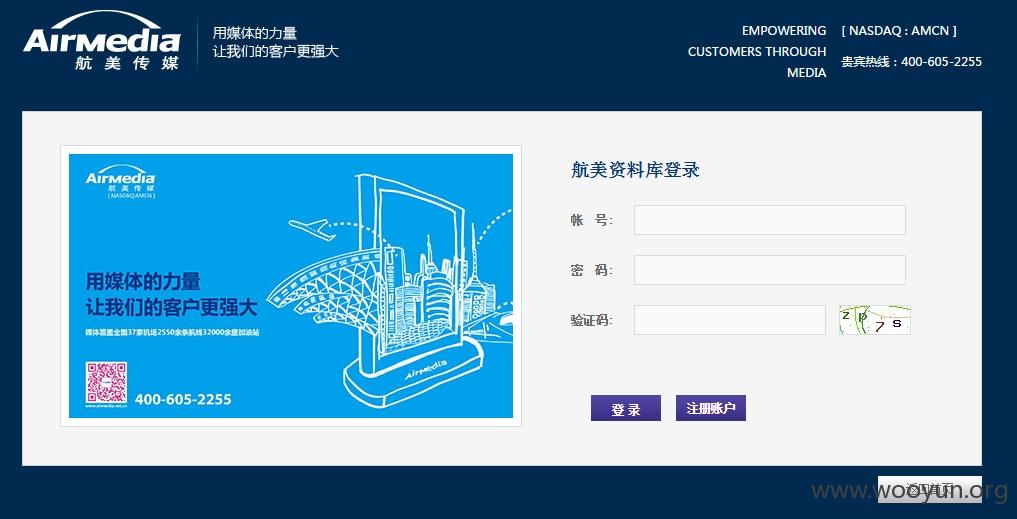 AirMedia
航美传媒
用媒体的力量
让我们的客户更强大
EMPOWERING
CUSTOMERS THROUGH
MEDIA
[ NASDAQ : AMCN ]
贵宾热线：400-605-2255
AirMedia
航美传媒
[ NASDAQ:AMCN ]
用媒体的力量
让我们的客户更强大
媒体覆盖全国37家机场2550余条航线32000余座加油站
400-605-2255
www.airmedia.net.cn
AirMedia
航美资料库登录
帐 号：
密 码：
验证码：
z p 7 s
登 录
注册账户
返回首页
www.wooyun.org